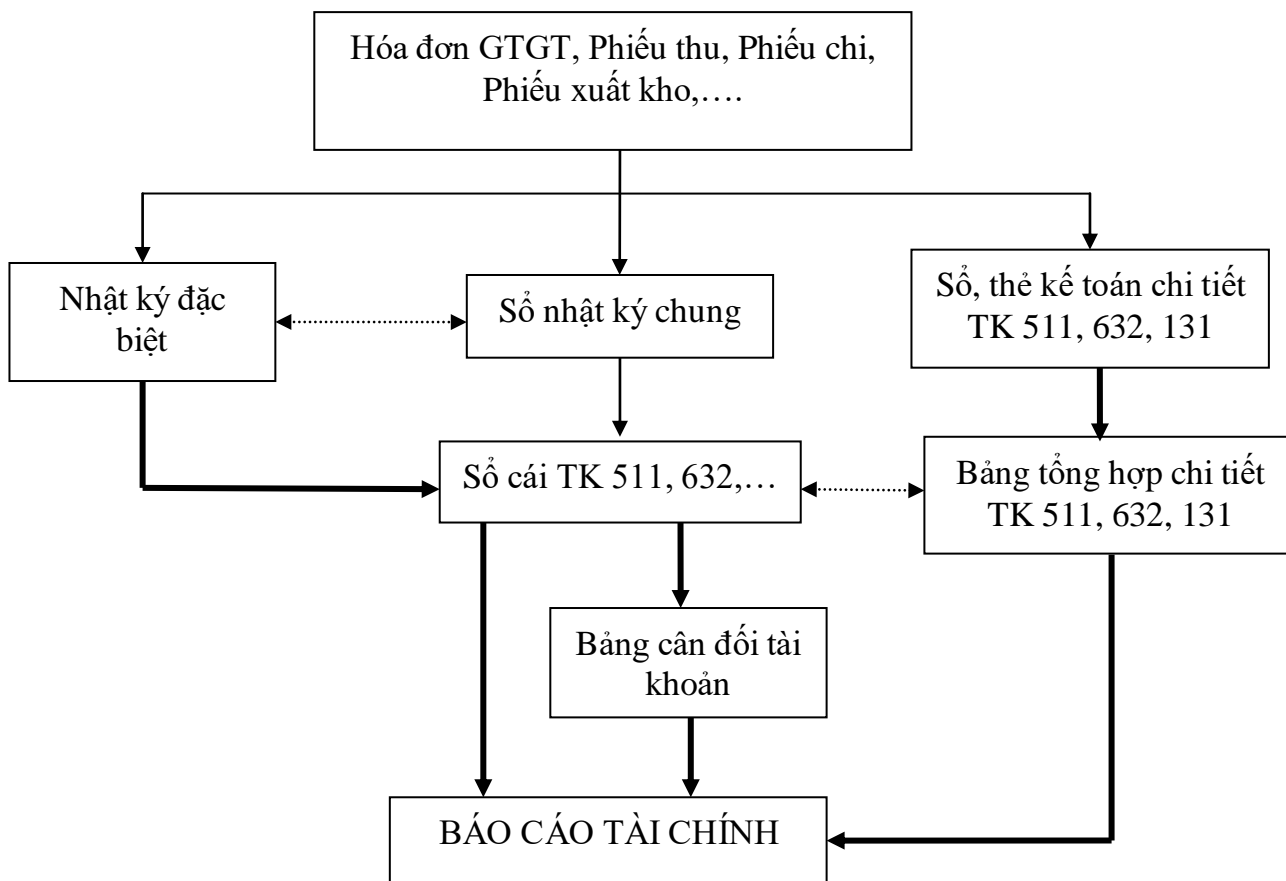 Hóa đơn GTGT, Phiếu thu, Phiếu chi,
Phiếu xuất kho,….
Nhật ký đặc
biệt
Sổ nhật ký chung
Sổ, thẻ kế toán chi tiết
TK 511, 632, 131
Sổ cái TK 511, 632,…
Bảng tổng hợp chi tiết
TK 511, 632, 131
Bảng cân đối tài
khoản
BÁO CÁO TÀI CHÍNH